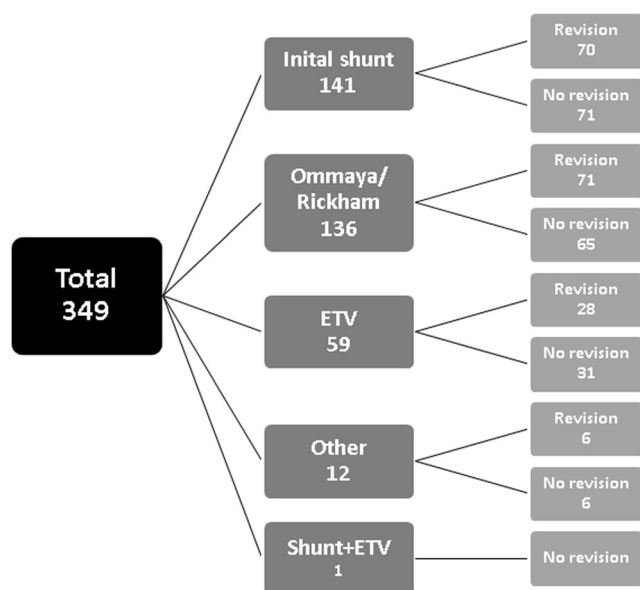 Total
349
Inital shunt
141
Revision
70
No revision
71
Ommaya/
Rickham
136
Revision
71
No revision
65
ETV
59
Revision
28
No revision
31
Other
12
Revision
6
No revision
6
Shunt+ETV
1
No revision